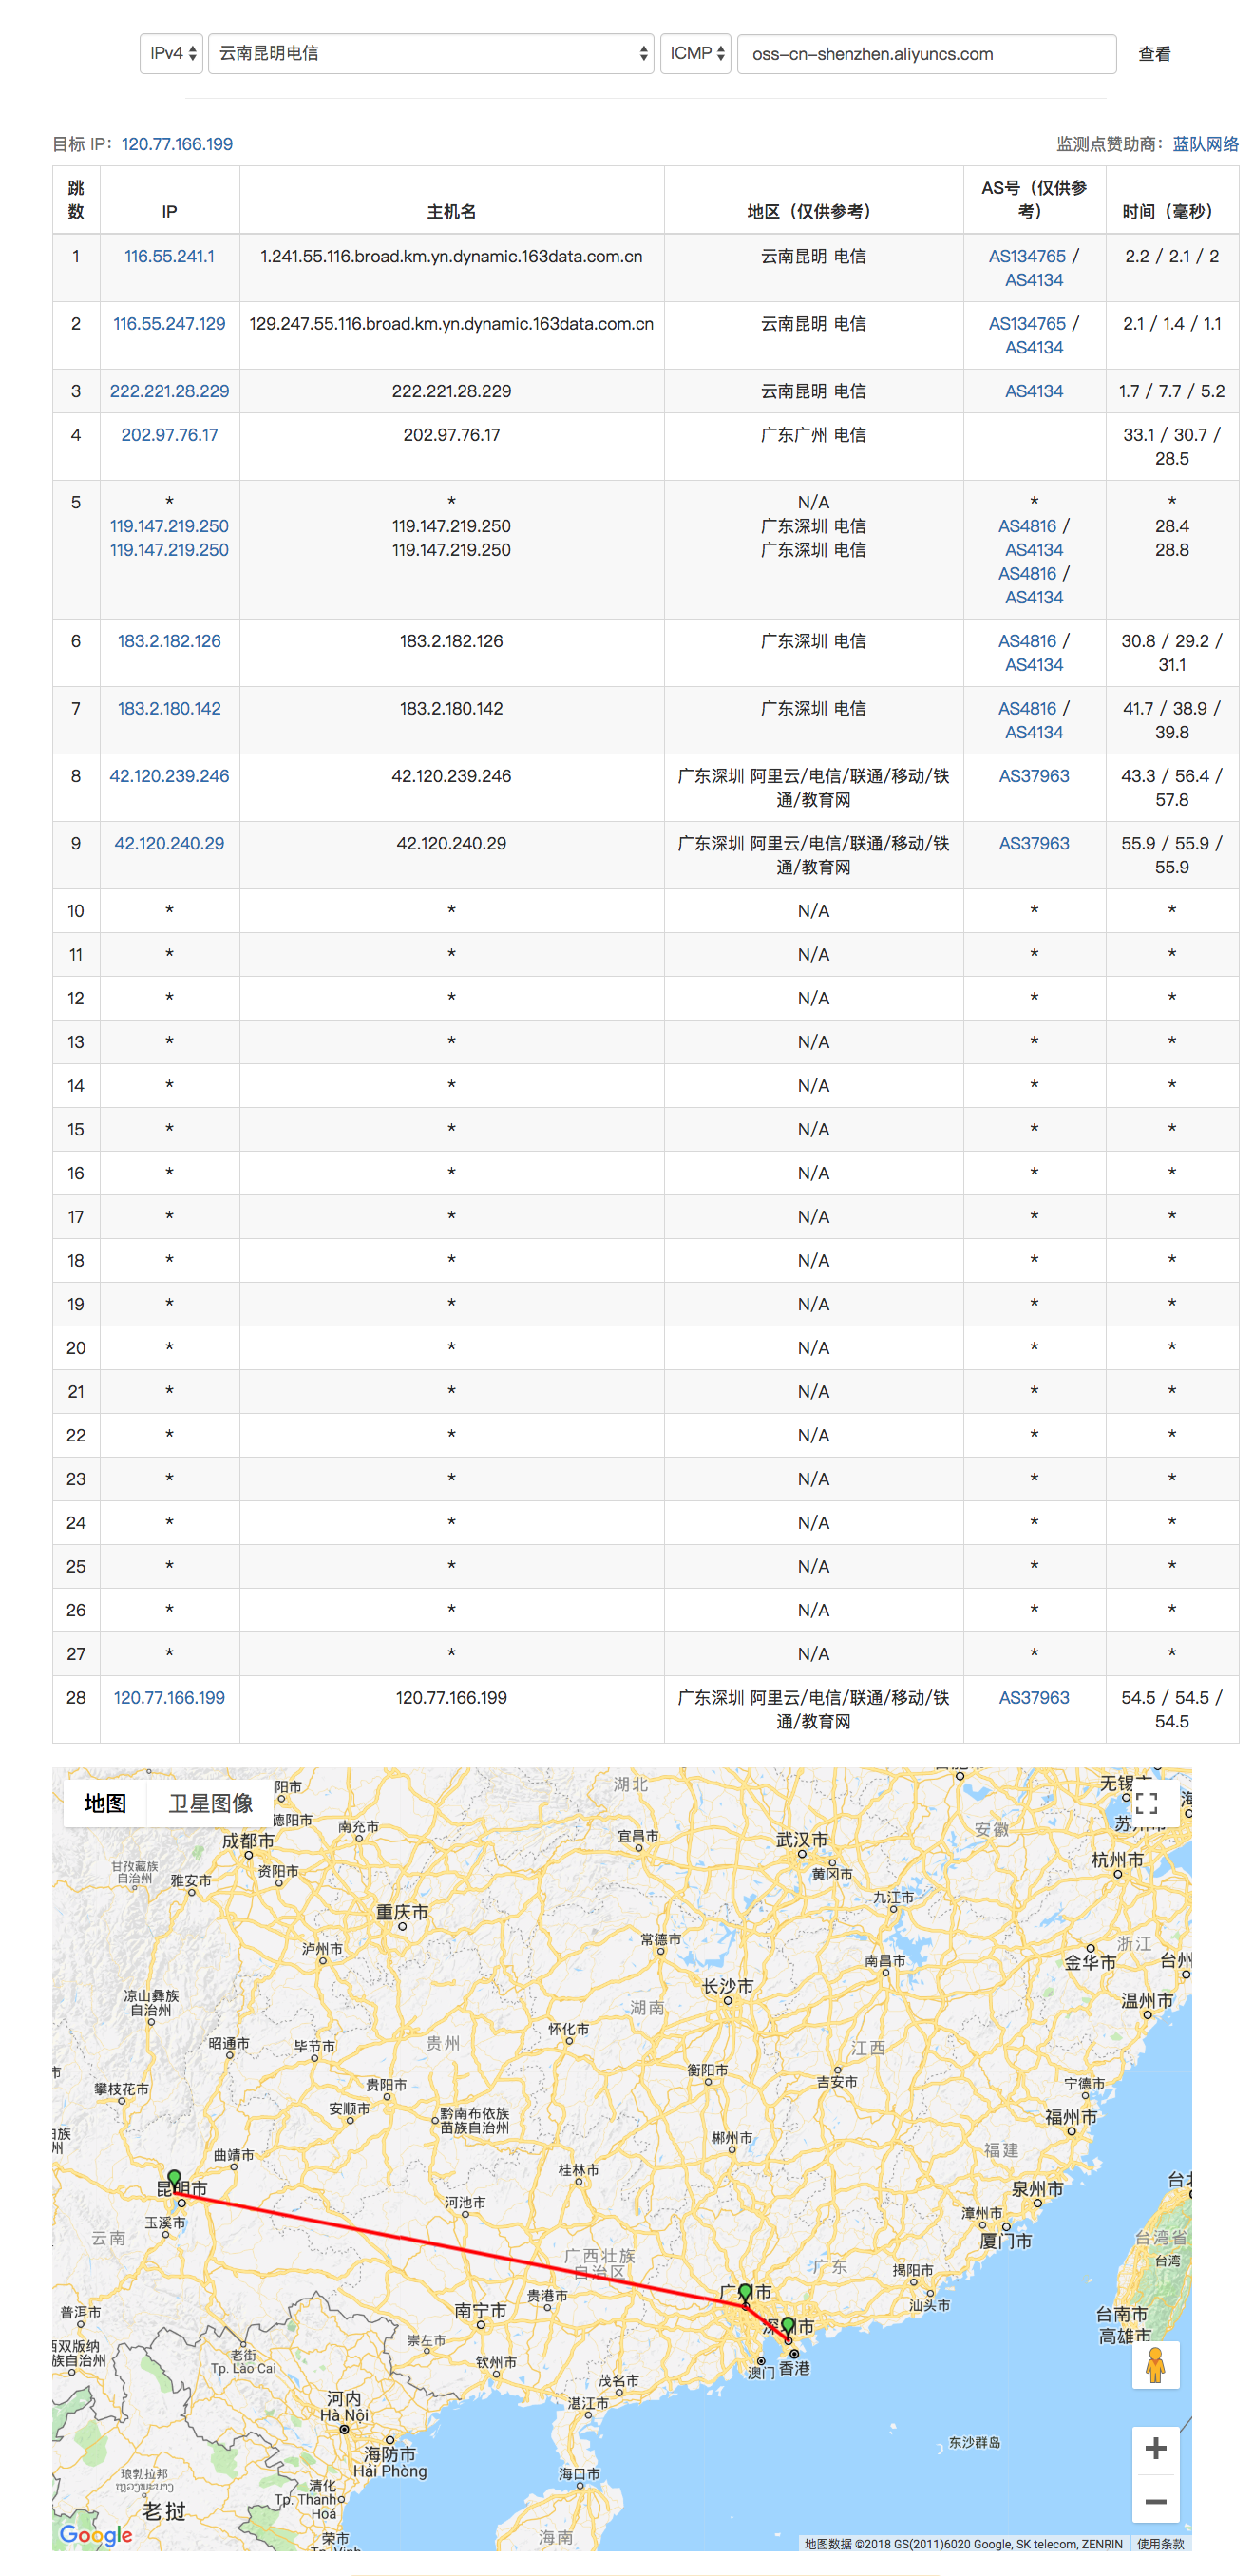 IPv4 云南昆明电信 ICMP oss-cn-shenzhen.aliyuncs.com 查看
目标 IP：120.77.166.199 监测点赞助商：蓝队网络
跳数 IP 主机名 地区（仅供参考） AS号（仅供参考） 时间（毫秒）
1 116.55.241.1 1.241.55.116.broad.km.yn.dynamic.163data.com.cn 云南昆明 电信 AS134765 / AS4134 2.2 / 2.1 / 2
2 116.55.247.129 129.247.55.116.broad.km.yn.dynamic.163data.com.cn 云南昆明 电信 AS134765 / AS4134 2.1 / 1.4 / 1.1
3 222.221.28.229 222.221.28.229 云南昆明 电信 AS4134 1.7 / 7.7 / 5.2
4 202.97.76.17 202.97.76.17 广东广州 电信 33.1 / 30.7 / 28.5
5 * * N/A * *
119.147.219.250 119.147.219.250 广东深圳 电信 AS4816 / AS4134 28.4
119.147.219.250 119.147.219.250 广东深圳 电信 AS4816 / AS4134 28.8
6 183.2.182.126 183.2.182.126 广东深圳 电信 AS4816 / AS4134 30.8 / 29.2 / 31.1
7 183.2.180.142 183.2.180.142 广东深圳 电信 AS4816 / AS4134 41.7 / 38.9 / 39.8
8 42.120.239.246 42.120.239.246 广东深圳 阿里云/电信/联通/移动/铁通/教育网 AS37963 43.3 / 56.4 / 57.8
9 42.120.240.29 42.120.240.29 广东深圳 阿里云/电信/联通/移动/铁通/教育网 AS37963 55.9 / 55.9 / 55.9
10 * * N/A * *
11 * * N/A * *
12 * * N/A * *
13 * * N/A * *
14 * * N/A * *
15 * * N/A * *
16 * * N/A * *
17 * * N/A * *
18 * * N/A * *
19 * * N/A * *
20 * * N/A * *
21 * * N/A * *
22 * * N/A * *
23 * * N/A * *
24 * * N/A * *
25 * * N/A * *
26 * * N/A * *
27 * * N/A * *
28 120.77.166.199 120.77.166.199 广东深圳 阿里云/电信/联通/移动/铁通/教育网 AS37963 54.5 / 54.5 / 54.5
地图 卫星图像
阳市
湖北
无锡
德阳市
南充市
成都市
宜昌市
武汉市
安徽
甘孜藏族
自治州
雅安市
资阳市
黄冈市
杭州市
重庆市
九江市
泸州市
常德市
南昌市
浙江
金华市
台州
长沙市
凉山彝族
自治州
湖南
温州市
昭通市
毕节市
贵州
怀化市
江西
攀枝花市
贵阳市
衡阳市
吉安市
宁德市
安顺市
黔南布依族
苗族自治州
福州市
曲靖市
郴州市
福建
昆明市
桂林市
泉州市
玉溪市
河池市
漳州市
厦门市
云南
广西壮族
自治区
广东
台湾省
台湾
贵港市
广州市
揭阳市
汕头市
普洱市
南宁市
深圳市
台南市
高雄市
西双版纳
族自治州
老街
Tp. Lào Cai
崇左市
钦州市
茂名市
澳门
香港
湛江市
河内
Hà Nội
海防市
Hải Phòng
东沙群岛
琅勃拉邦
老挝
清化
Tp. Thanh
Hoá
海口市
荣市
海南
Google
地图数据 ©2018 GS(2011)6020 Google, SK telecom, ZENRIN 使用条款